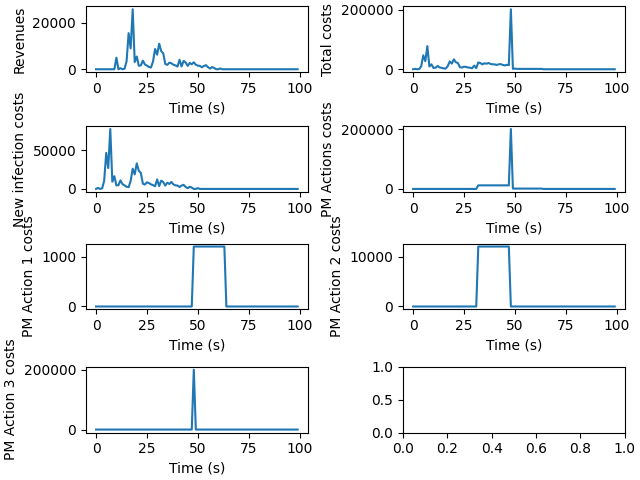 Revenues
20000
0
0 25 50 75 100
Time (s)
Total costs
200000
0
0 25 50 75 100
Time (s)
New infection costs
50000
0
0 25 50 75 100
Time (s)
PM Actions costs
200000
0
0 25 50 75 100
Time (s)
PM Action 1 costs
1000
0
0 25 50 75 100
Time (s)
PM Action 2 costs
10000
0
0 25 50 75 100
Time (s)
PM Action 3 costs
200000
0
0 25 50 75 100
Time (s)
1.0
0.5
0.0
0.0 0.2 0.4 0.6 0.8 1.0